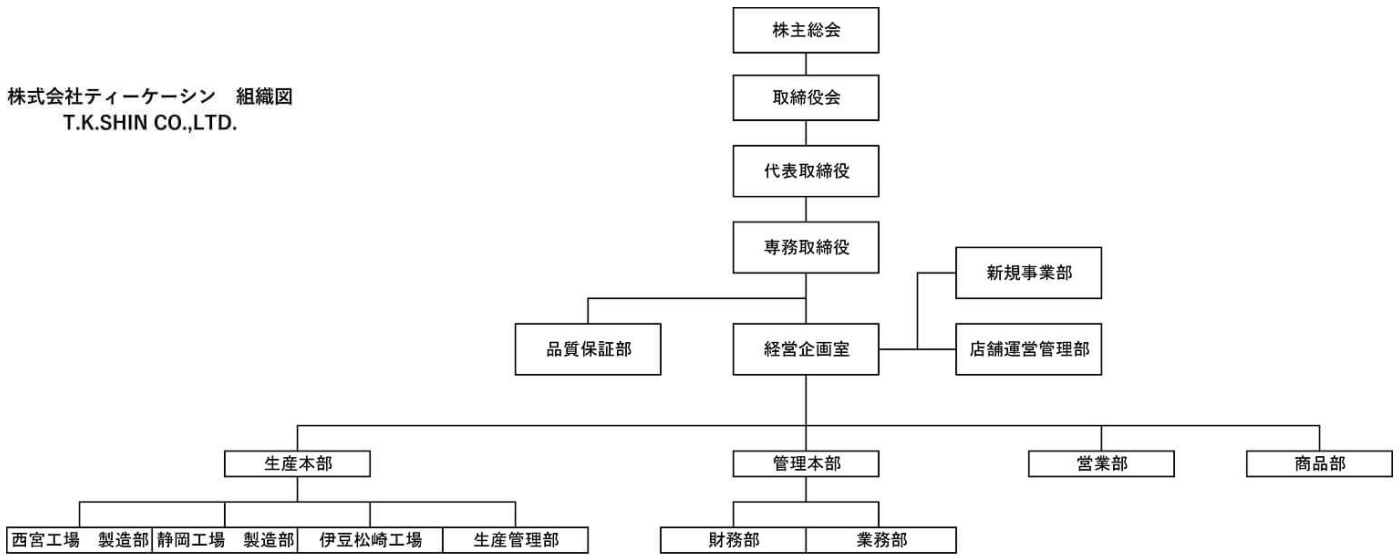 株主総会
株式会社ティーケーシン　組織図
T.K.SHIN CO.,LTD.
取締役会
代表取締役
専務取締役
新規事業部
品質保証部
経営企画室
店舗運営管理部
生産本部
管理本部
営業部
商品部
西宮工場　製造部
静岡工場　製造部
伊豆松崎工場
生産管理部
財務部
業務部